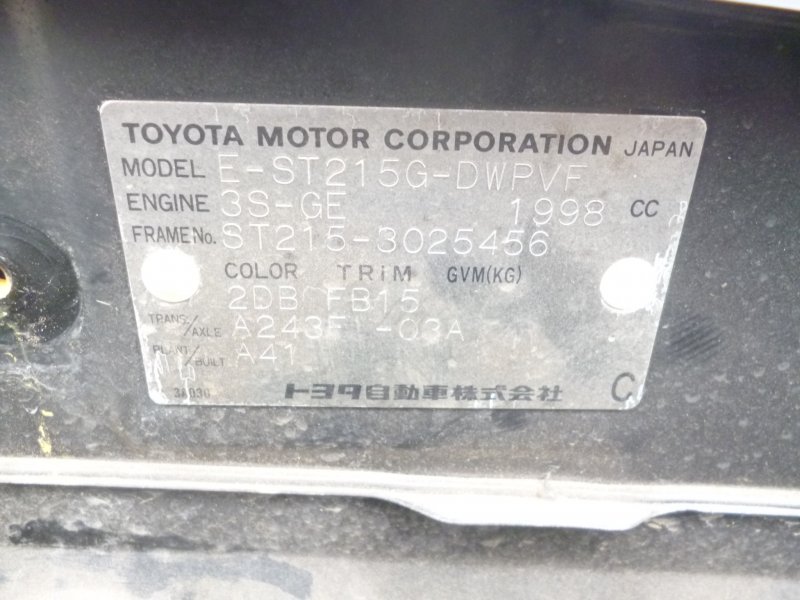 TOYOTA MOTOR CORPORATION JAPAN
MODEL E-ST215G-DWPVF
ENGINE 3S-GE 1998 CC
FRAME No. ST215-3025456
COLOR TRIM GVM(KG)
2DB FB15
TRANS./AXLE A243F -03A
PLANT/BUILT A41
トヨタ自動車株式会社 C